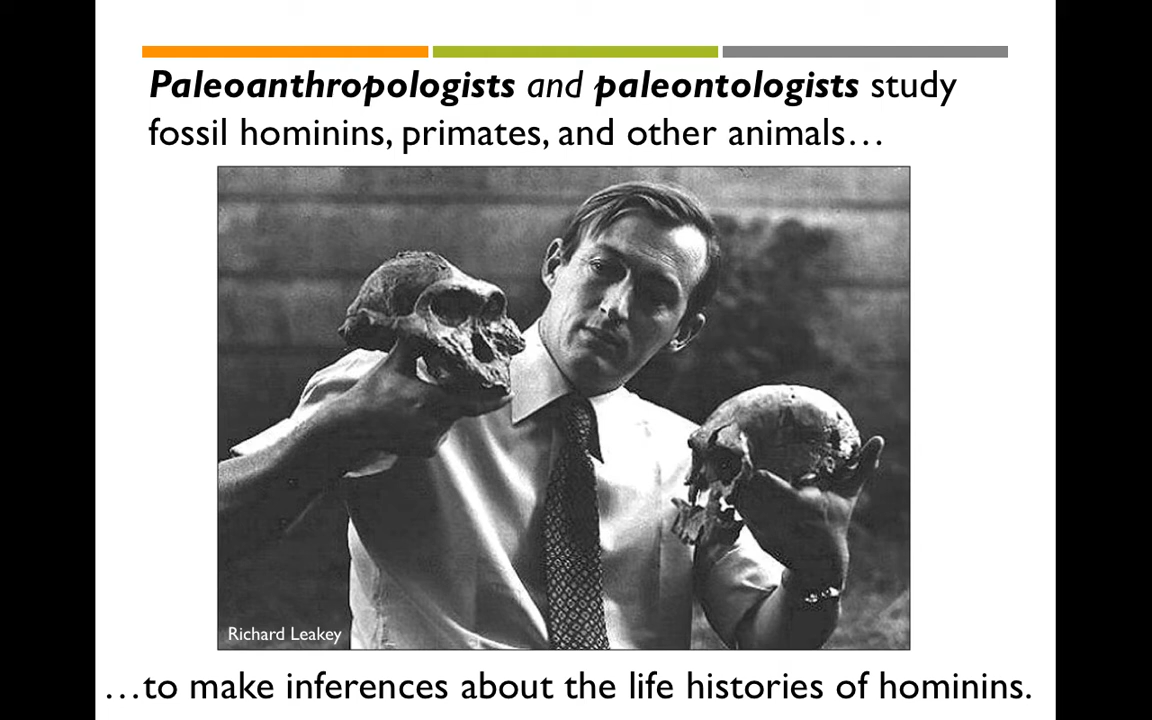 Paleoanthropologists and paleontologists study
fossil hominins, primates, and other animals…
Richard Leakey
…to make inferences about the life histories of hominins.